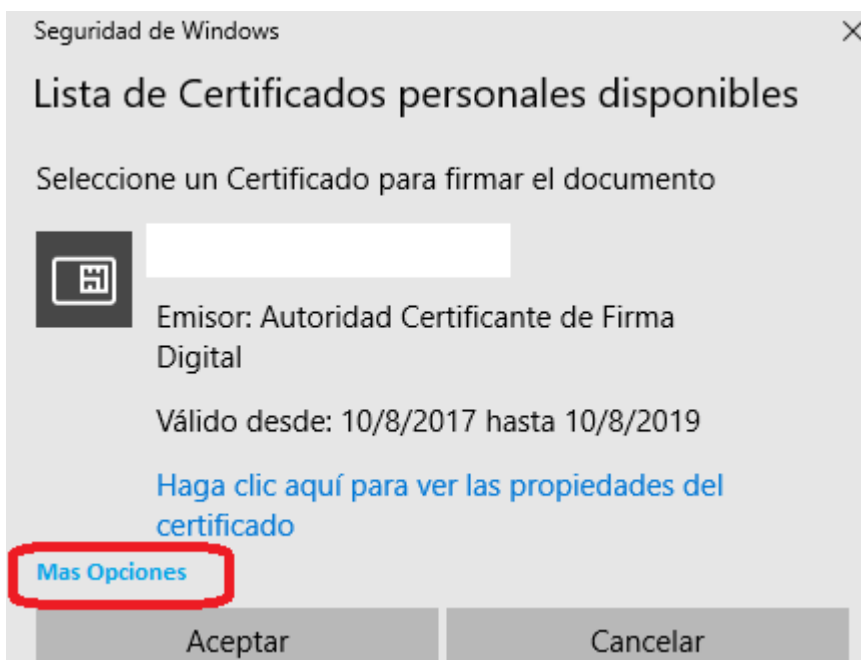 Seguridad de Windows
Lista de Certificados personales disponibles
Seleccione un Certificado para firmar el documento
Emisor: Autoridad Certificante de Firma
Digital
Válido desde: 10/8/2017 hasta 10/8/2019
Haga clic aquí para ver las propiedades del
certificado
Mas Opciones
Aceptar
Cancelar